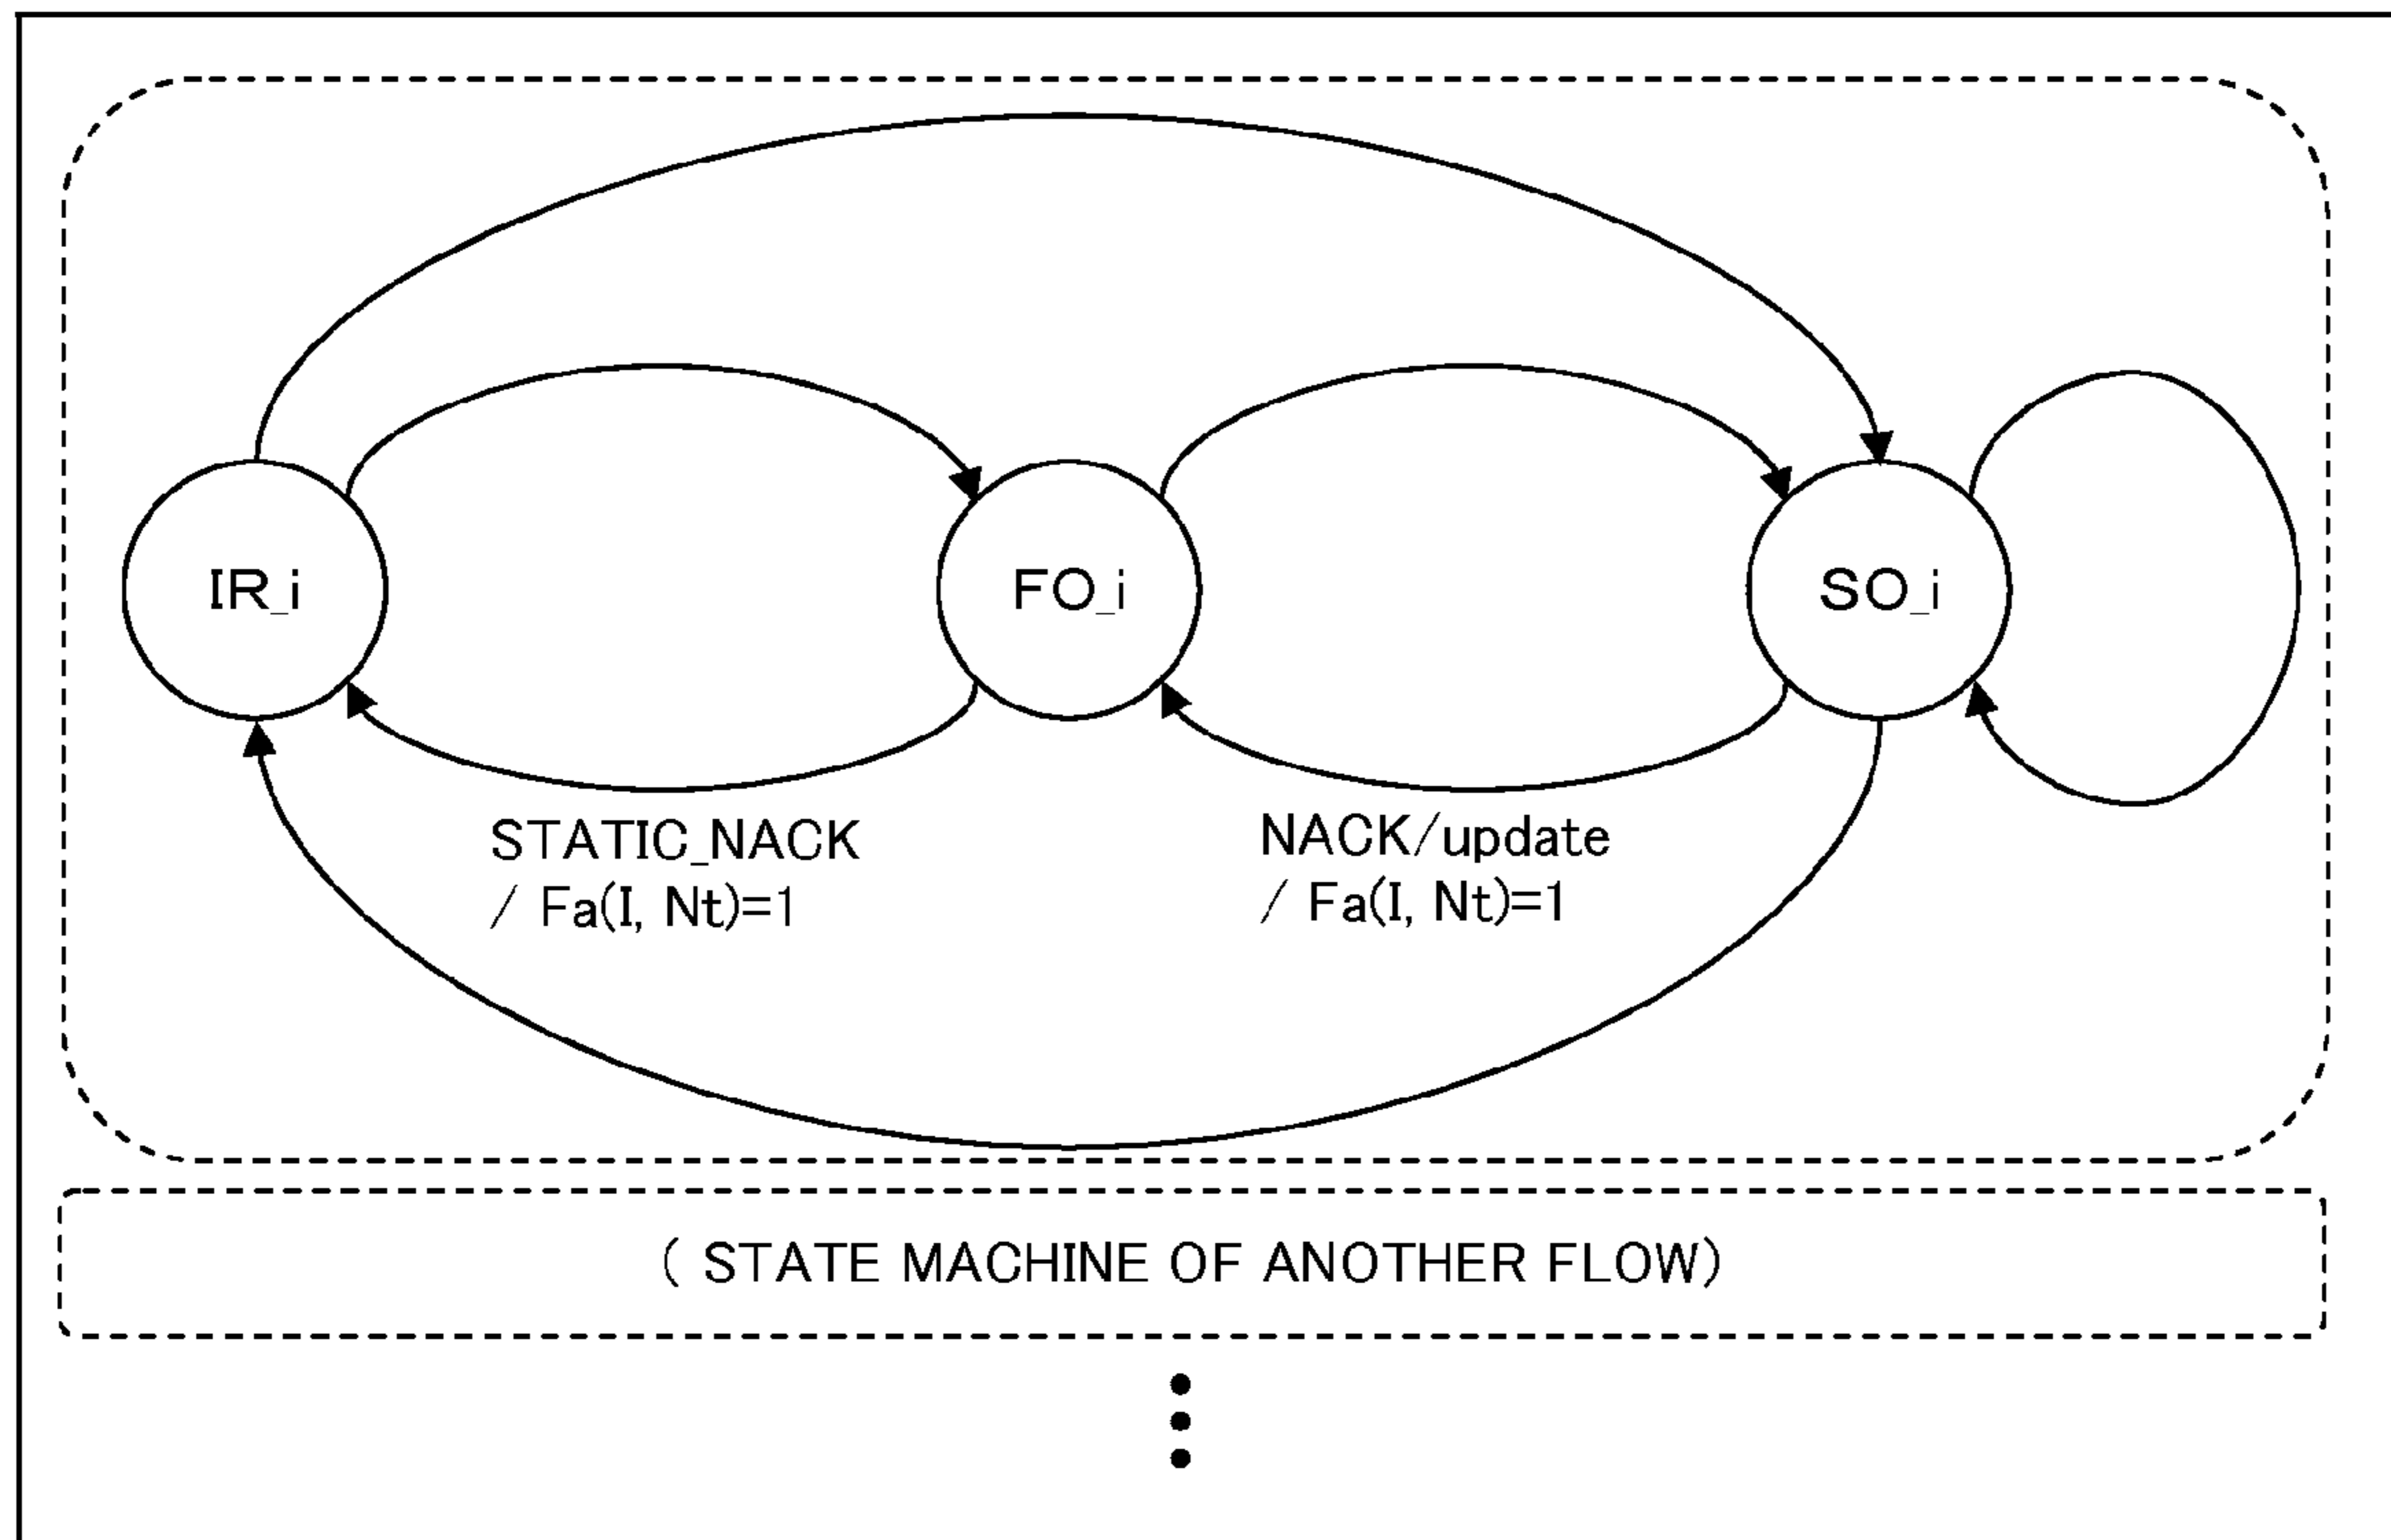 IR_i
FO_i
SO_i
STATIC_NACK
/ Fa(I, Nt)=1
NACK/update
/ Fa(I, Nt)=1
( STATE MACHINE OF ANOTHER FLOW)